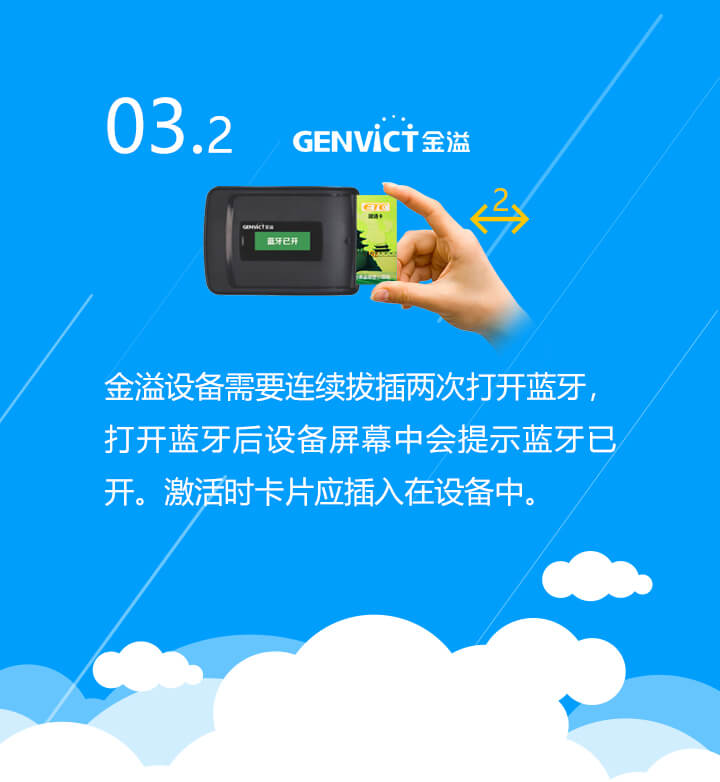 03.2
GENViCT金溢
2
ETC
GENViCT金溢
蓝牙已开
金溢设备需要连续拔插两次打开蓝牙，
打开蓝牙后设备屏幕中会提示蓝牙已
开。激活时卡片应插入在设备中。